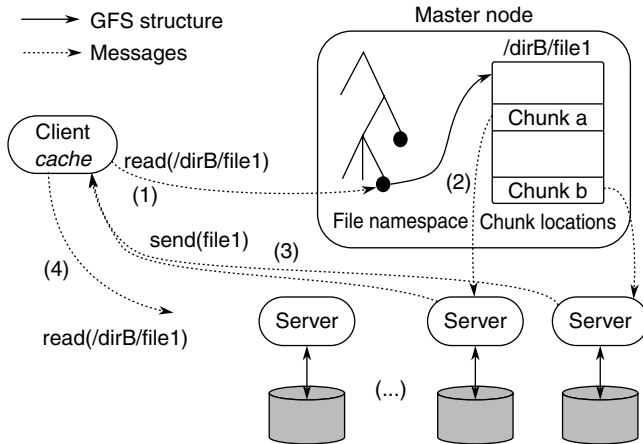 GFS structure
Messages
Master node
/dirB/file1
Client
cache
Chunk a
read(/dirB/file1)
(1)
(2)
Chunk b
File namespace
Chunk locations
send(file1)
(3)
(4)
read(/dirB/file1)
Server
Server
Server
(...)